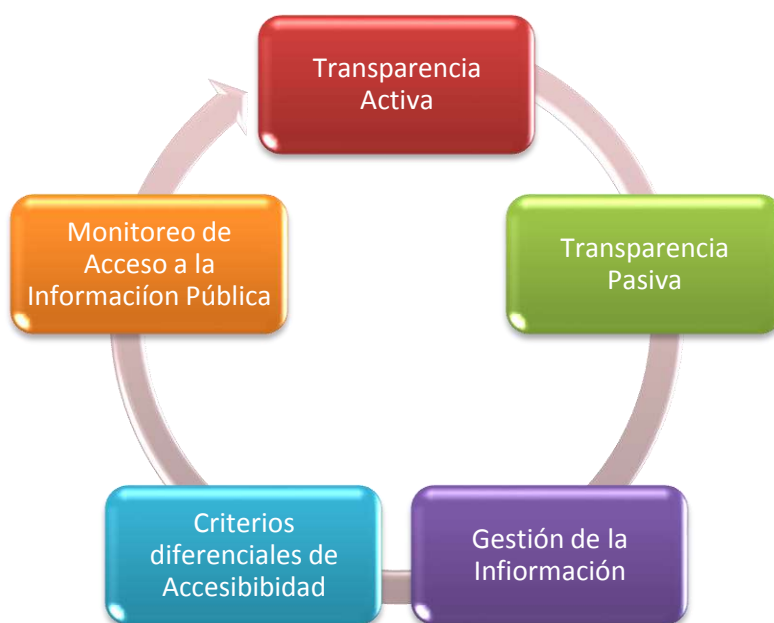 Transparencia
Activa
Transparencia
Pasiva
Gestión de la
Infiormación
Criterios
diferenciales de
Accesibibidad
Monitoreo de
Acceso a la
Informaciíon Pública